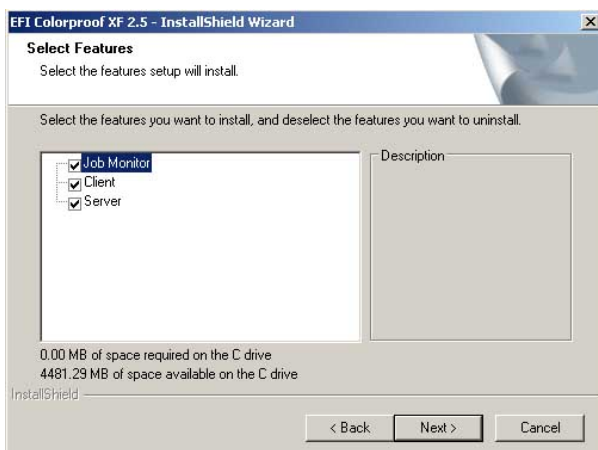 EFI Colorproof XF 2.5 - InstallShield Wizard
Select Features
Select the features setup will install.
Select the features you want to install, and deselect the features you want to uninstall.
Job Monitor
Client
Server
Description
0.00 MB of space required on the C drive
4481.29 MB of space available on the C drive
InstallShield
< Back
Next >
Cancel